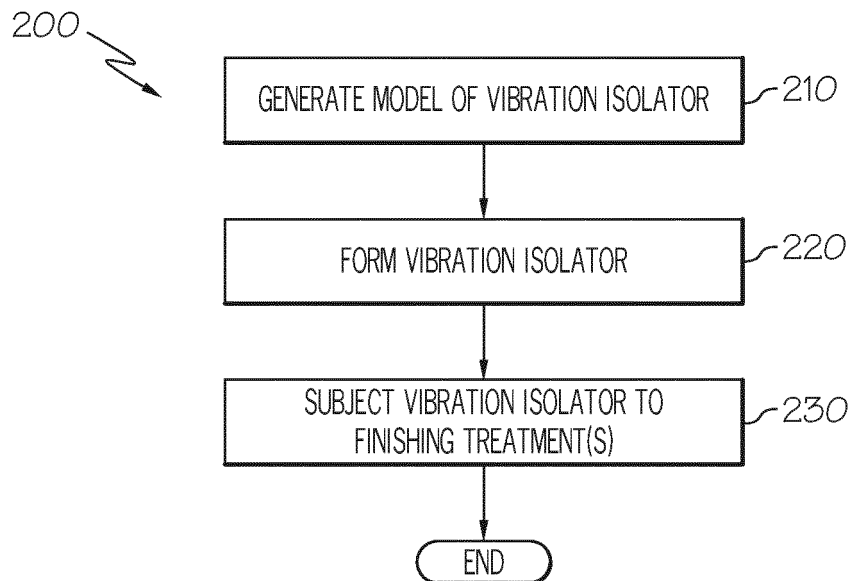 200
GENERATE MODEL OF VIBRATION ISOLATOR
210
FORM VIBRATION ISOLATOR
220
SUBJECT VIBRATION ISOLATOR TO
FINISHING TREATMENT(S)
230
END